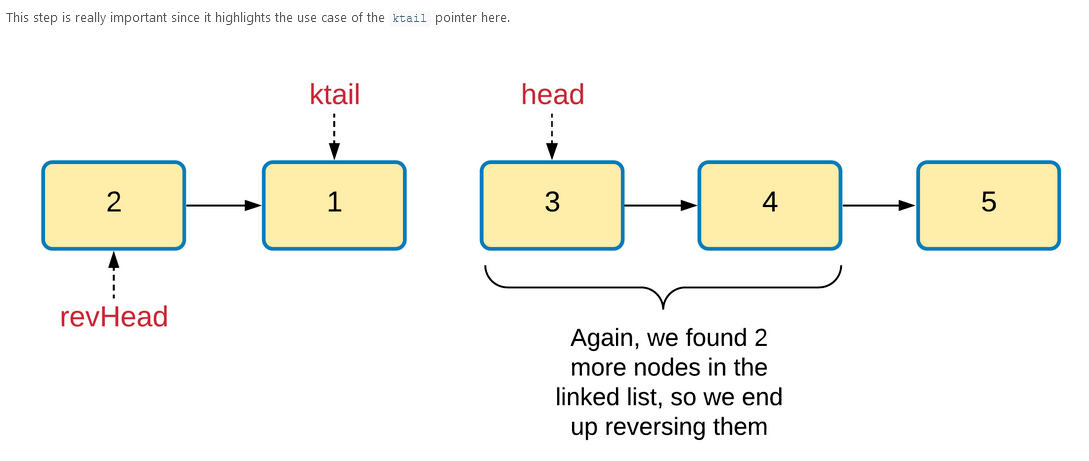 This step is really important since it highlights the use case of the ktail pointer here.
ktail
head
2
1
3
4
5
revHead
Again, we found 2
more nodes in the
linked list, so we end
up reversing them